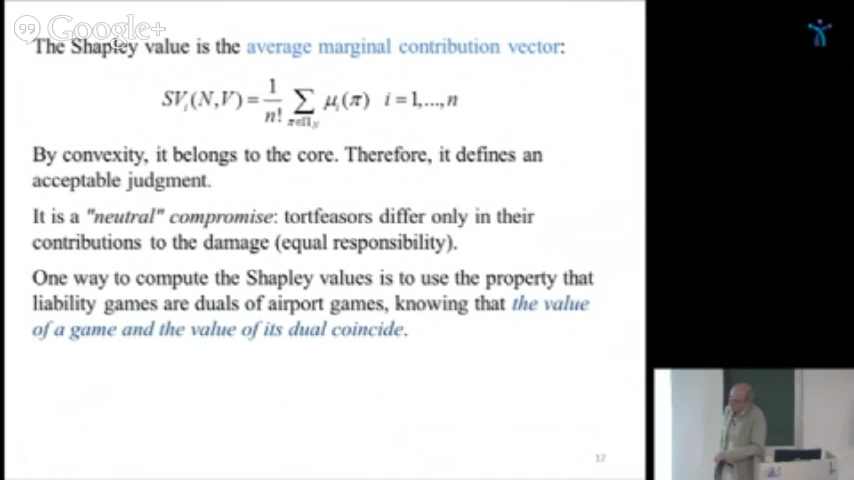 Google+
The Shapley value is the average marginal contribution vector:
SVᵢ(N,V) = 1/n! ∑_{π∈Π_N} μᵢ(π)  i = 1,...,n
By convexity, it belongs to the core. Therefore, it defines an
acceptable judgment.
It is a "neutral" compromise: tortfeasors differ only in their
contributions to the damage (equal responsibility).
One way to compute the Shapley values is to use the property that
liability games are duals of airport games, knowing that the value
of a game and the value of its dual coincide.
17